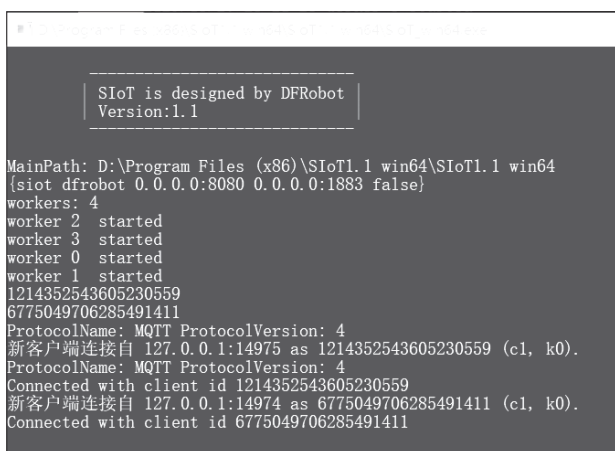 SIoT is designed by DFRobot
Version:1.1
MainPath: D:\Program Files (x86)\SIoT1.1 win64\SIoT1.1 win64
{siot dfrobot 0.0.0.0:8080 0.0.0.0:1883 false}
workers: 4
worker 2  started
worker 3  started
worker 0  started
worker 1  started
1214352543605230559
6775049706285491411
ProtocolName: MQTT ProtocolVersion: 4
新客户端连接自 127.0.0.1:14975 as 1214352543605230559 (c1, k0).
ProtocolName: MQTT ProtocolVersion: 4
Connected with client id 1214352543605230559
新客户端连接自 127.0.0.1:14974 as 6775049706285491411 (c1, k0).
Connected with client id 6775049706285491411